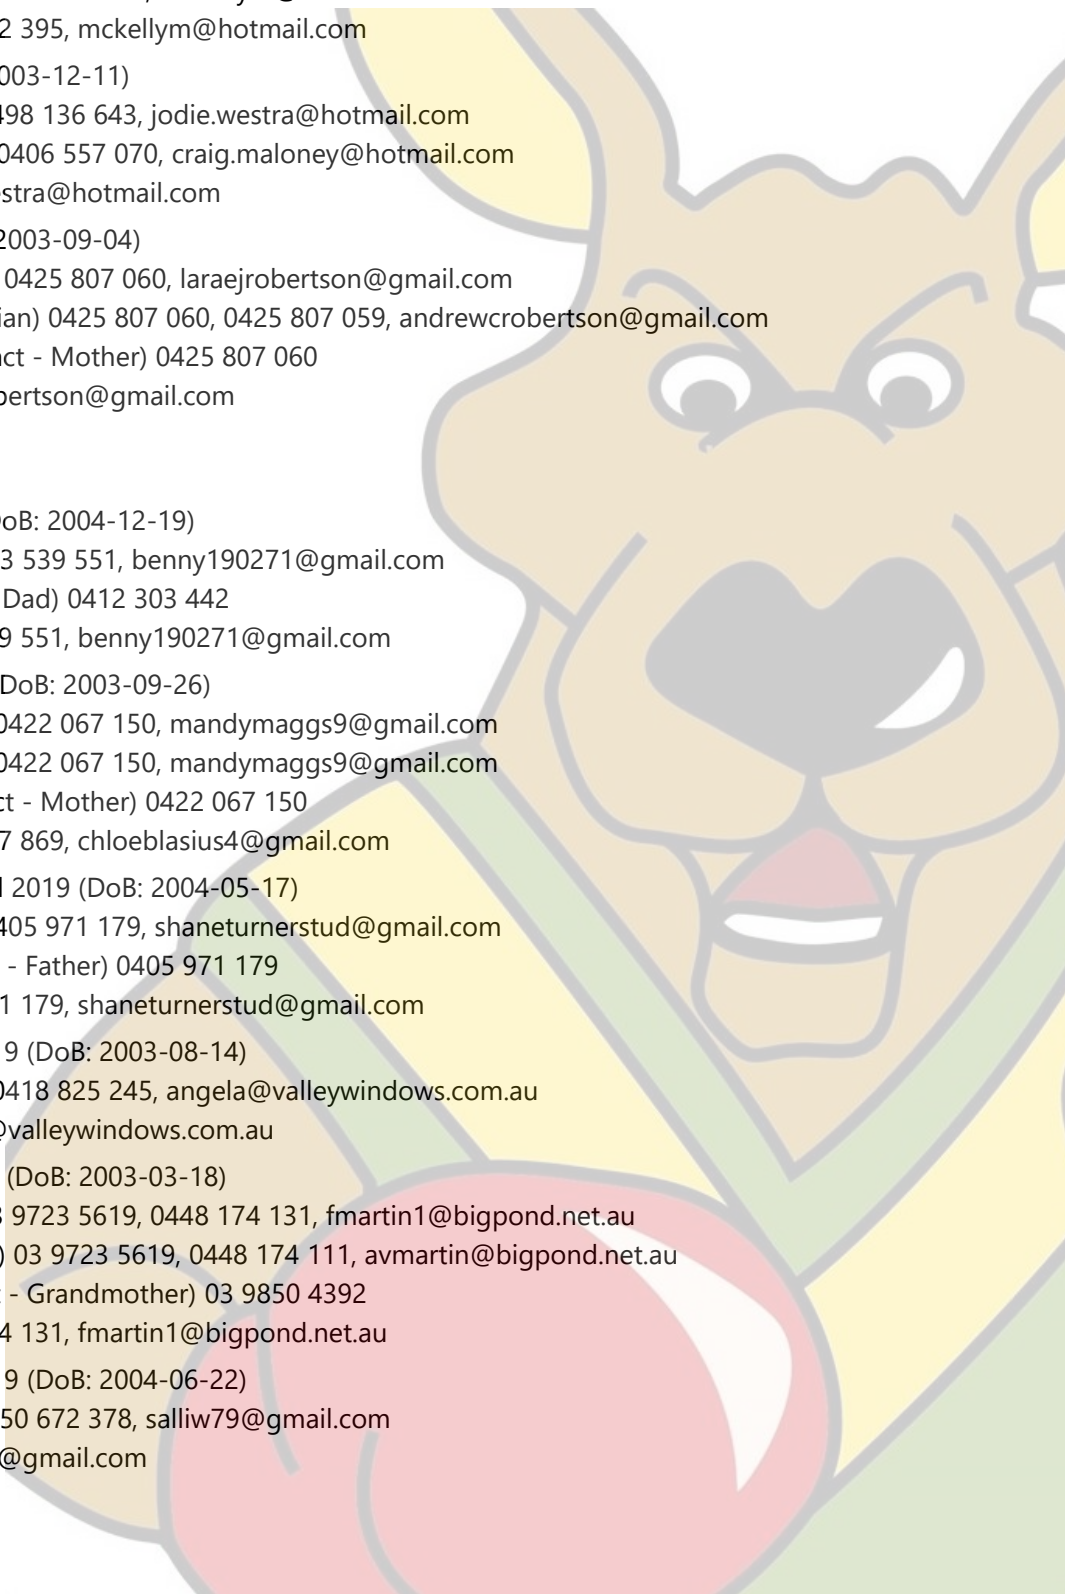 2 395, mckellym@hotmail.com
003-12-11)
498 136 643, jodie.westra@hotmail.com
0406 557 070, craig.maloney@hotmail.com
stra@hotmail.com
2003-09-04)
0425 807 060, laraejrobertson@gmail.com
ian) 0425 807 060, 0425 807 059, andrewcrobertson@gmail.com
act - Mother) 0425 807 060
bertson@gmail.com
oB: 2004-12-19)
3 539 551, benny190271@gmail.com
Dad) 0412 303 442
9 551, benny190271@gmail.com
DoB: 2003-09-26)
0422 067 150, mandymaggs9@gmail.com
0422 067 150, mandymaggs9@gmail.com
ct - Mother) 0422 067 150
7 869, chloeblasius4@gmail.com
2019 (DoB: 2004-05-17)
405 971 179, shaneturnerstud@gmail.com
- Father) 0405 971 179
1 179, shaneturnerstud@gmail.com
9 (DoB: 2003-08-14)
0418 825 245, angela@valleywindows.com.au
@valleywindows.com.au
(DoB: 2003-03-18)
3 9723 5619, 0448 174 131, fmartin1@bigpond.net.au
) 03 9723 5619, 0448 174 111, avmartin@bigpond.net.au
- Grandmother) 03 9850 4392
4 131, fmartin1@bigpond.net.au
9 (DoB: 2004-06-22)
50 672 378, salliw79@gmail.com
@gmail.com